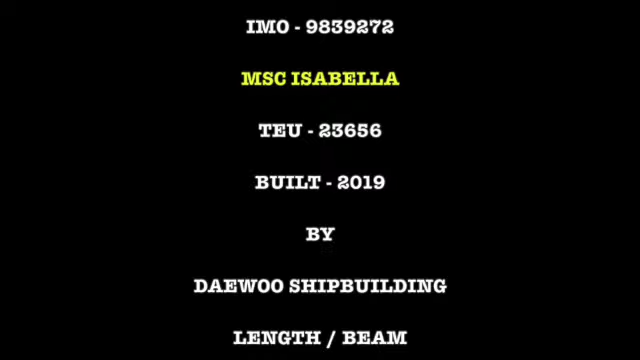 IMO - 9839272
MSC ISABELLA
TEU - 23656
BUILT - 2019
BY
DAEWOO SHIPBUILDING
LENGTH / BEAM